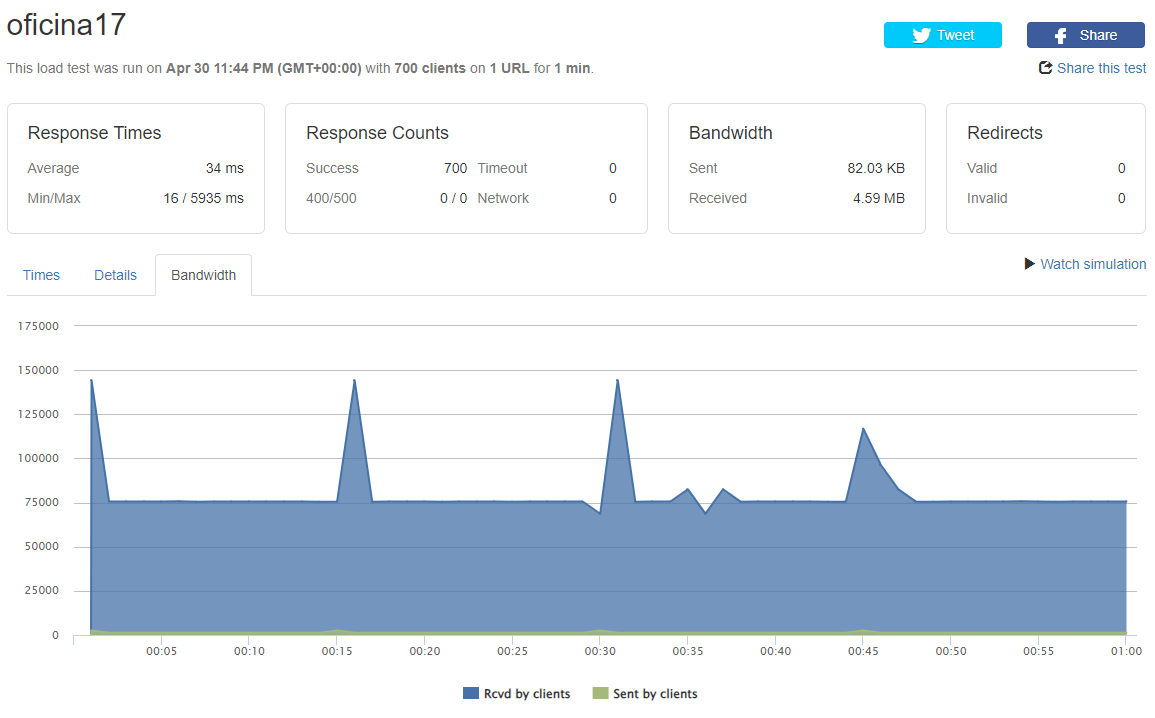 oficina17
Tweet
Share
This load test was run on Apr 30 11:44 PM (GMT+00:00) with 700 clients on 1 URL for 1 min.
Share this test
Response Times
Average 34 ms
Min/Max 16 / 5935 ms
Response Counts
Success 700 Timeout 0
400/500 0 / 0 Network 0
Bandwidth
Sent 82.03 KB
Received 4.59 MB
Redirects
Valid 0
Invalid 0
Times Details Bandwidth
Watch simulation
175000
150000
125000
100000
75000
50000
25000
0
00:05 00:10 00:15 00:20 00:25 00:30 00:35 00:40 00:45 00:50 00:55 01:00
Rcvd by clients Sent by clients